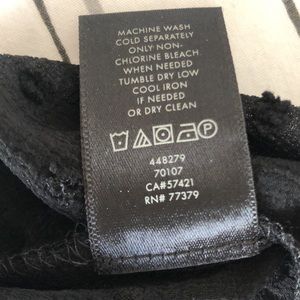 MACHINE WASH
COLD SEPARATELY
ONLY NON-
CHLORINE BLEACH.
WHEN NEEDED
TUMBLE DRY LOW
COOL IRON
IF NEEDED
OR DRY CLEAN
P
448279
70107
CA#57421
RN# 77379